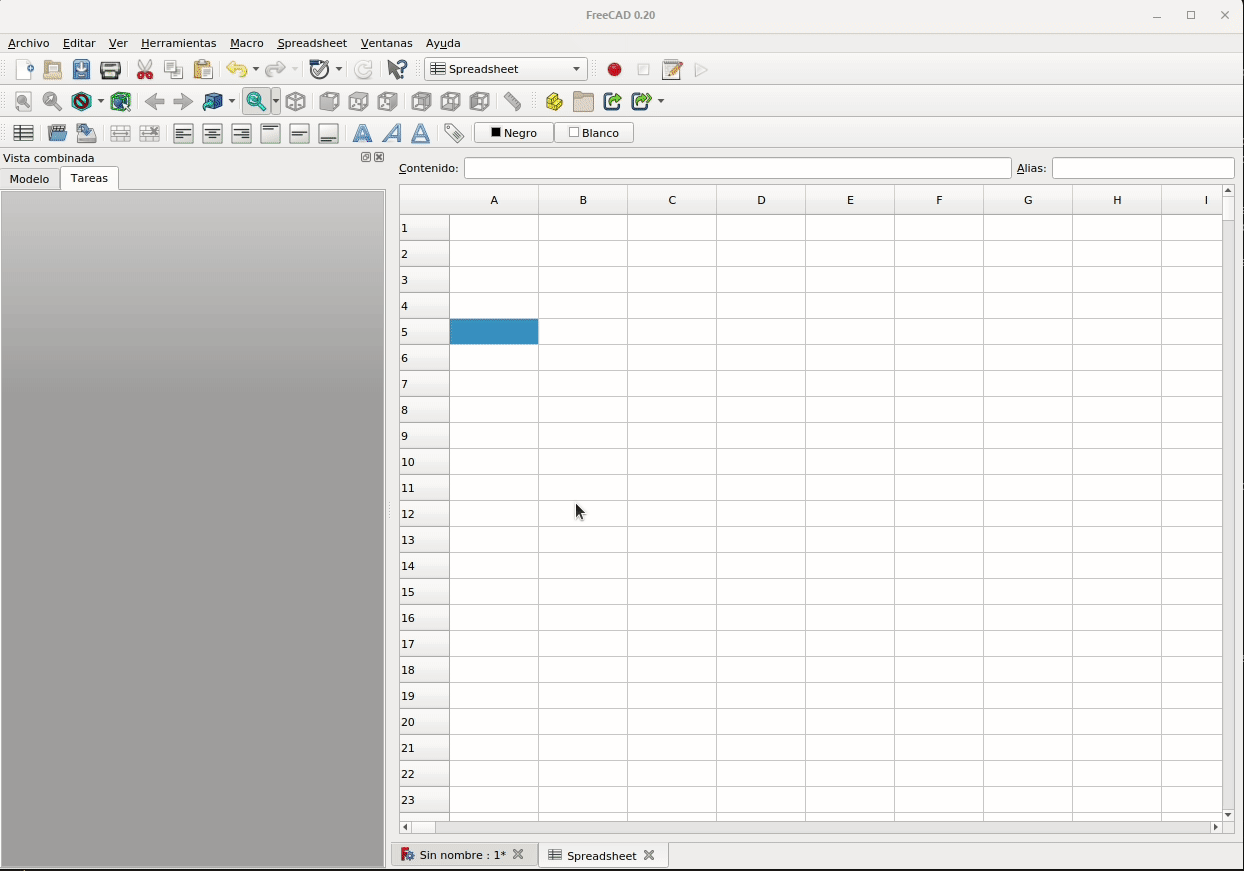 FreeCAD 0.20
Archivo Editar Ver Herramientas Macro Spreadsheet Ventanas Ayuda
Spreadsheet
Negro Blanco
Vista combinada
Modelo Tareas
Contenido: Alias:
A B C D E F G H I
1
2
3
4
5
6
7
8
9
10
11
12
13
14
15
16
17
18
19
20
21
22
23
Sin nombre : 1* Spreadsheet